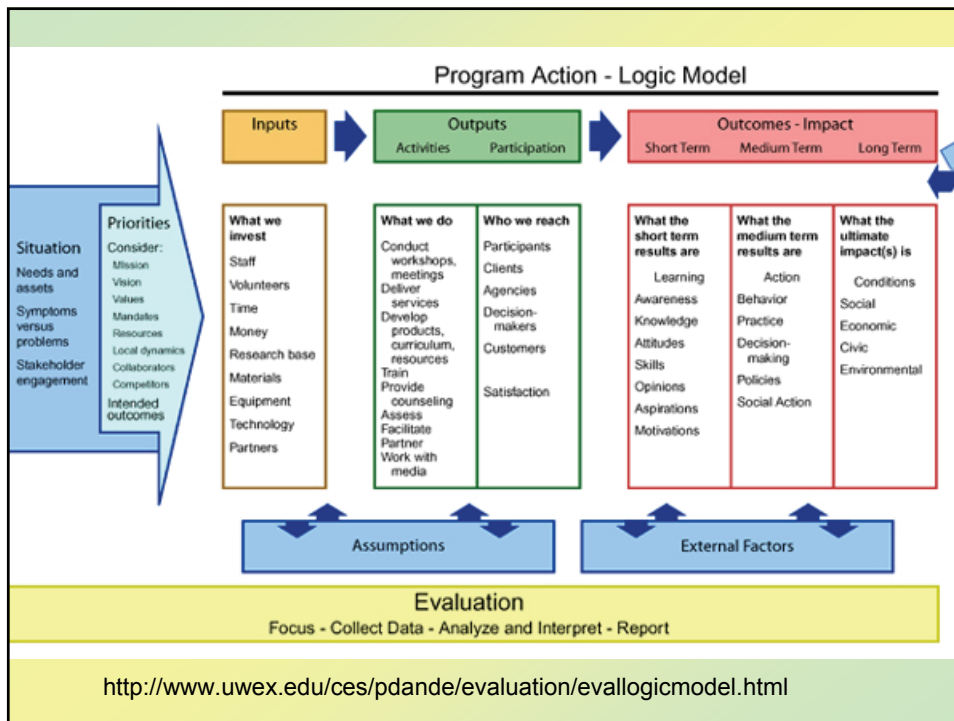 Program Action - Logic Model
Inputs
Outputs
Activities Participation
Outcomes - Impact
Short Term Medium Term Long Term
Situation
Needs and
assets
Symptoms
versus
problems
Stakeholder
engagement
Priorities
Consider:
Mission
Vision
Values
Mandates
Resources
Local dynamics
Collaborators
Competitors
Intended
outcomes
What we
invest
Staff
Volunteers
Time
Money
Research base
Materials
Equipment
Technology
Partners
What we do
Conduct
workshops,
meetings
Deliver
services
Develop
products,
curriculum,
resources
Train
Provide
counseling
Assess
Facilitate
Partner
Work with
media
Who we reach
Participants
Clients
Agencies
Decision-
makers
Customers
Satisfaction
What the
short term
results are
Learning
Awareness
Knowledge
Attitudes
Skills
Opinions
Aspirations
Motivations
What the
medium term
results are
Action
Behavior
Practice
Decision-
making
Policies
Social Action
What the
ultimate
impact(s) is
Conditions
Social
Economic
Civic
Environmental
Assumptions
External Factors
Evaluation
Focus - Collect Data - Analyze and Interpret - Report
http://www.uwex.edu/ces/pdande/evaluation/evallogicmodel.html